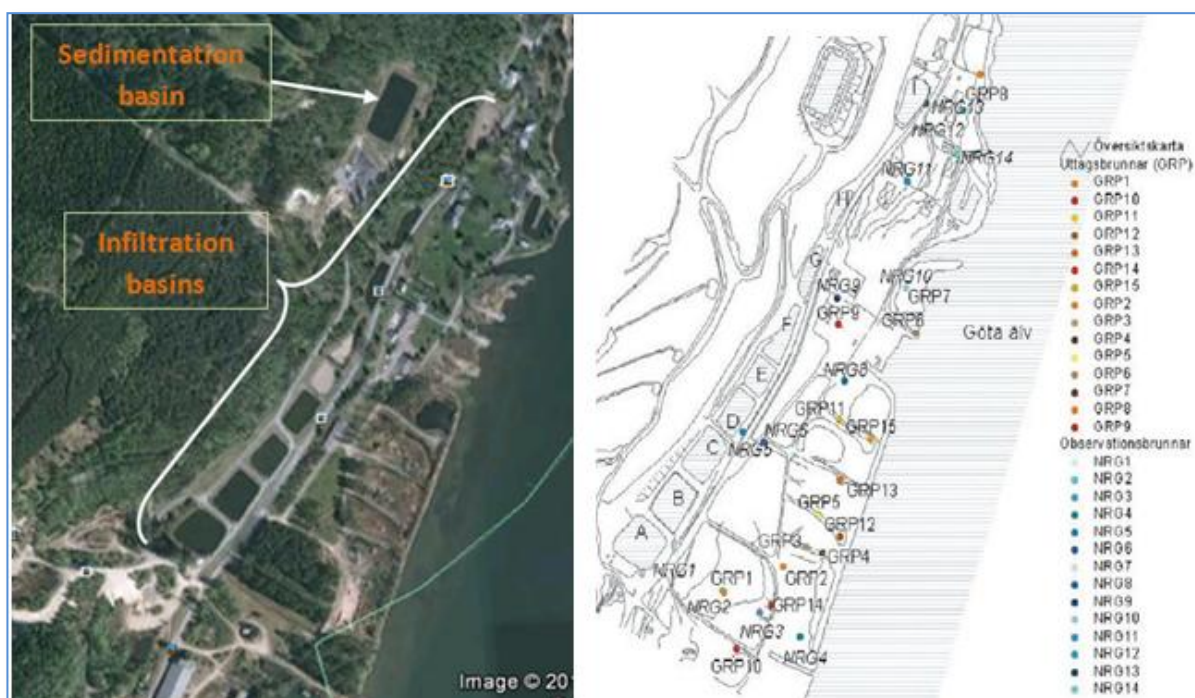 Sedimentation
basin
Infiltration
basins
Image © 20
GRP8
I
NRG13
NRG12
NRG14
NRG11
H
G
NRG10
NRG9
GRP7
GRP9
GRP6
Göta älv
F
E
NRG8
GRP11
D
GRP15
NRG6
NRG5
C
GRP13
B
GRP5
GRP12
A
GRP3
GRP4
NRG1
GRP1
GRP2
NRG2
GRP14
NRG3
NRG4
GRP10
Översiktskarta
Uttagsbrunnar (GRP)
GRP1
GRP10
GRP11
GRP12
GRP13
GRP14
GRP15
GRP2
GRP3
GRP4
GRP5
GRP6
GRP7
GRP8
GRP9
Observationsbrunnar
NRG1
NRG2
NRG3
NRG4
NRG5
NRG6
NRG7
NRG8
NRG9
NRG10
NRG11
NRG12
NRG13
NRG14